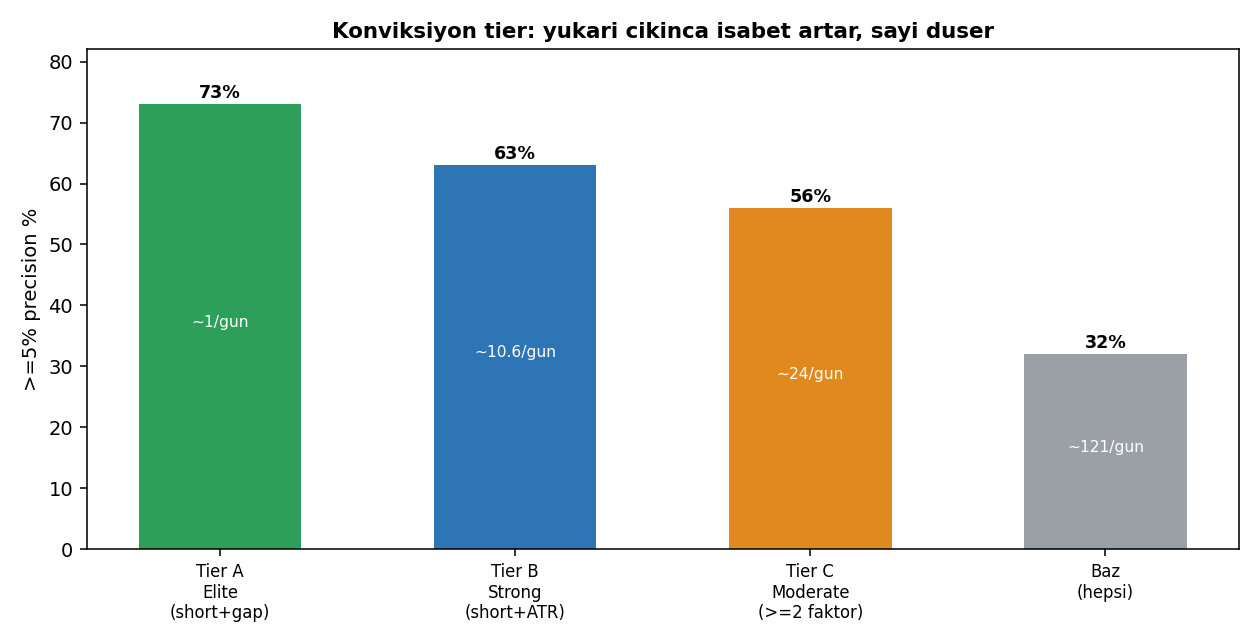 Konviksiyon tier: yukari cikinca isabet artar, sayi duser
>=5% precision %
80
70
60
50
40
30
20
10
0
73%
63%
56%
32%
~1/gun
~10.6/gun
~24/gun
~121/gun
Tier A
Elite
(short+gap)
Tier B
Strong
(short+ATR)
Tier C
Moderate
(>=2 faktor)
Baz
(hepsi)